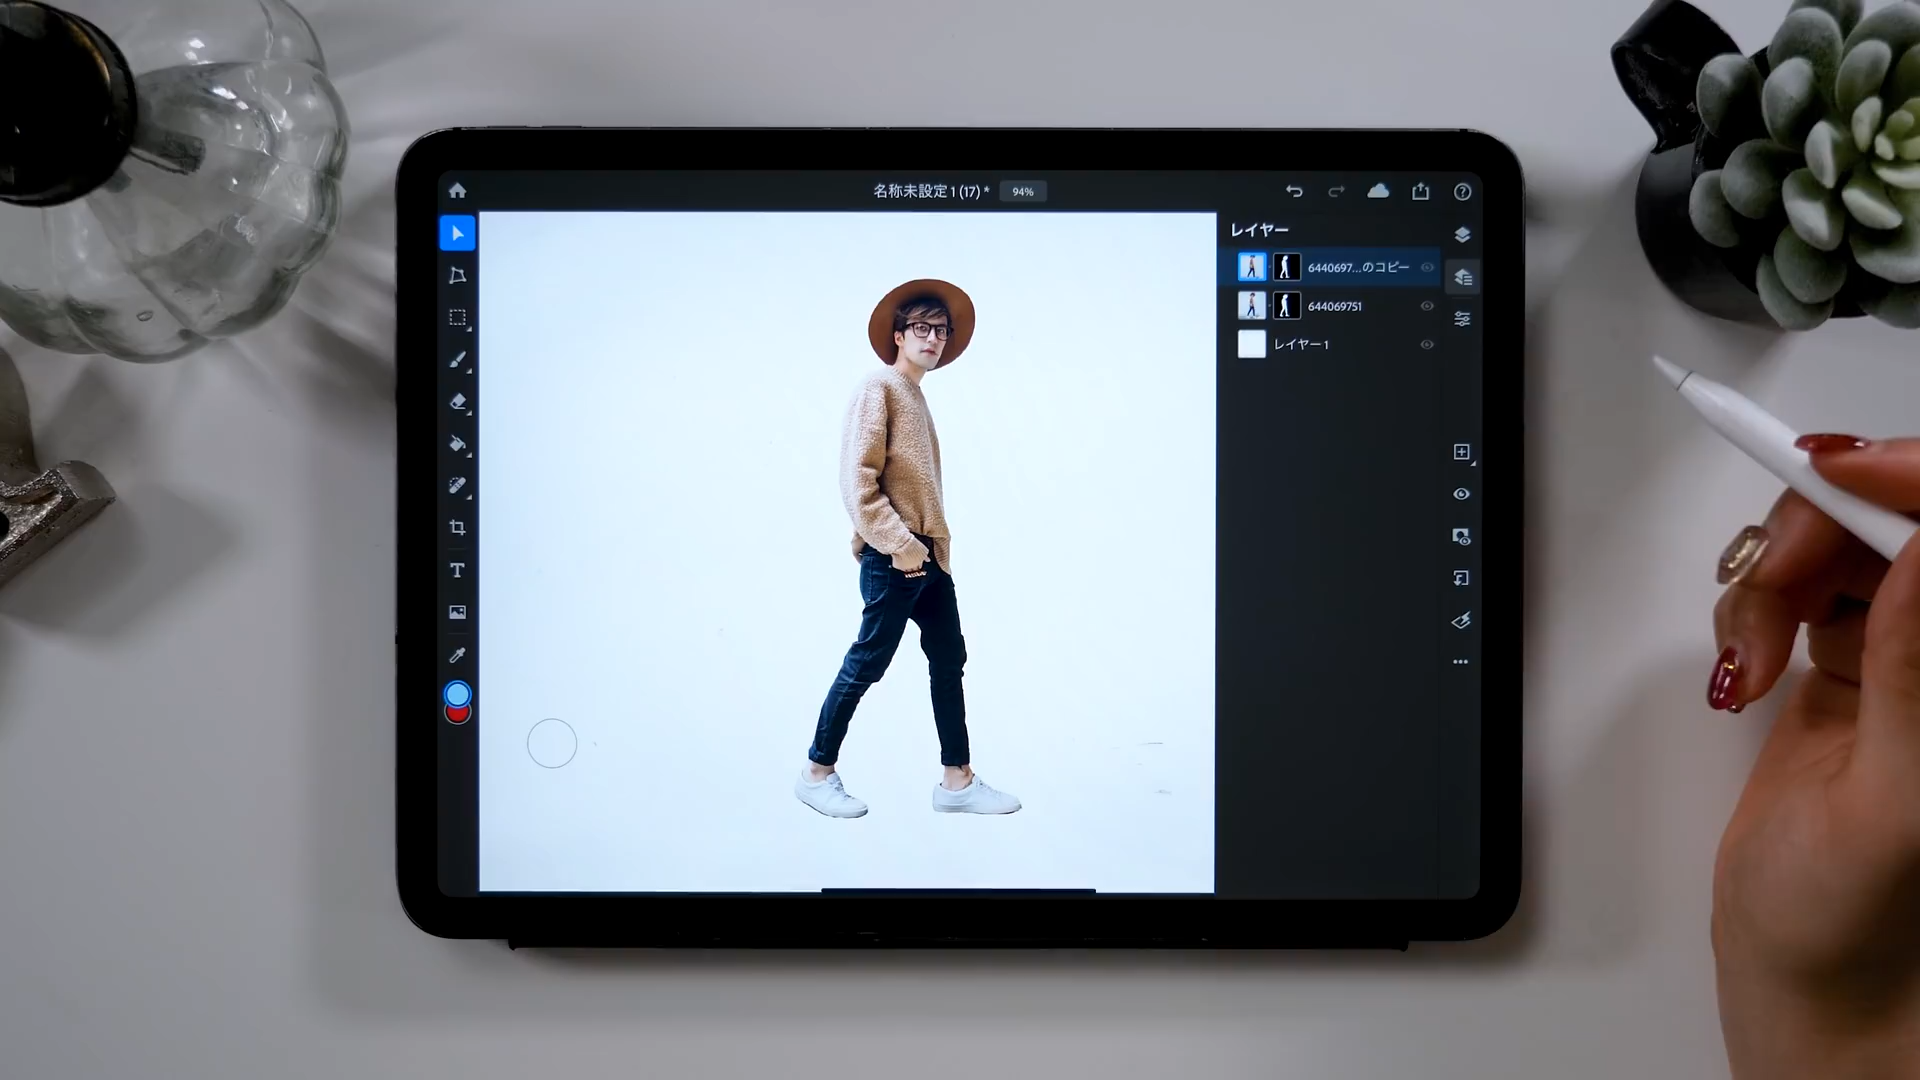 名称未設定 1 (17) * 94%
レイヤー
6440697...のコピー
644069751
レイヤー 1
T